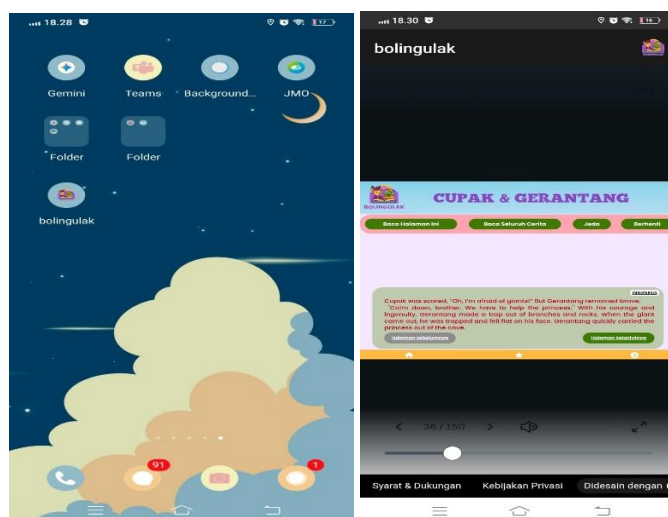 18.28
17
Gemini
Teams
Background...
JMO
Folder
Folder
bolingulak
91
1
18.30
16
bolingulak
BOLINGULAK
CUPAK & GERANTANG
Baca Halaman Ini
Baca Seluruh Cerita
Jeda
Berhenti
Cupak was scared, "Oh, I'm afraid of giants!" But Gerantang remained brave.
"Calm down, brother. We have to help the princess." With his courage and
ingenuity, Gerantang made a trap out of branches and rocks. When the giant
came out, he was trapped and fell flat on his face. Gerantang quickly carried the
princess out of the cave.
Halaman Sebelumnya
Halaman Selanjutnya
36 / 150
Syarat & Dukungan
Kebijakan Privasi
Didesain dengan